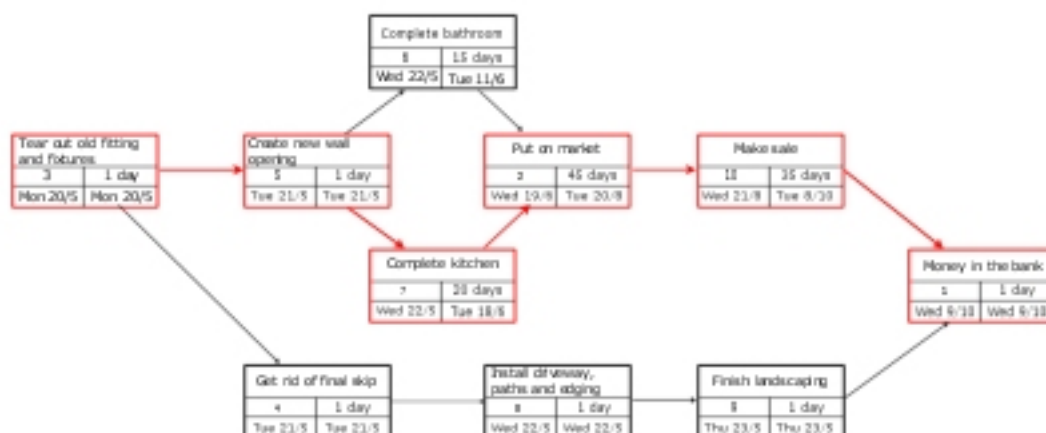 Complete bathroom
15 days
Wed 22/5 Tue 11/6
Tear out old fitting
and fixtures
3 1 day
Mon 20/5 Mon 20/5
Create new wall
opening
5 1 day
Tue 21/5 Tue 21/5
Put on market
2 45 days
Wed 19/6 Tue 20/8
Make sale
10 35 days
Wed 21/8 Tue 8/10
Complete kitchen
7 20 days
Wed 22/5 Tue 18/6
Money in the bank
1 1 day
Wed 9/10 Wed 9/10
Get rid of final skip
4 1 day
Tue 21/5 Tue 21/5
Install driveway,
paths and edging
8 1 day
Wed 22/5 Wed 22/5
Finish landscaping
9 1 day
Thu 23/5 Thu 23/5